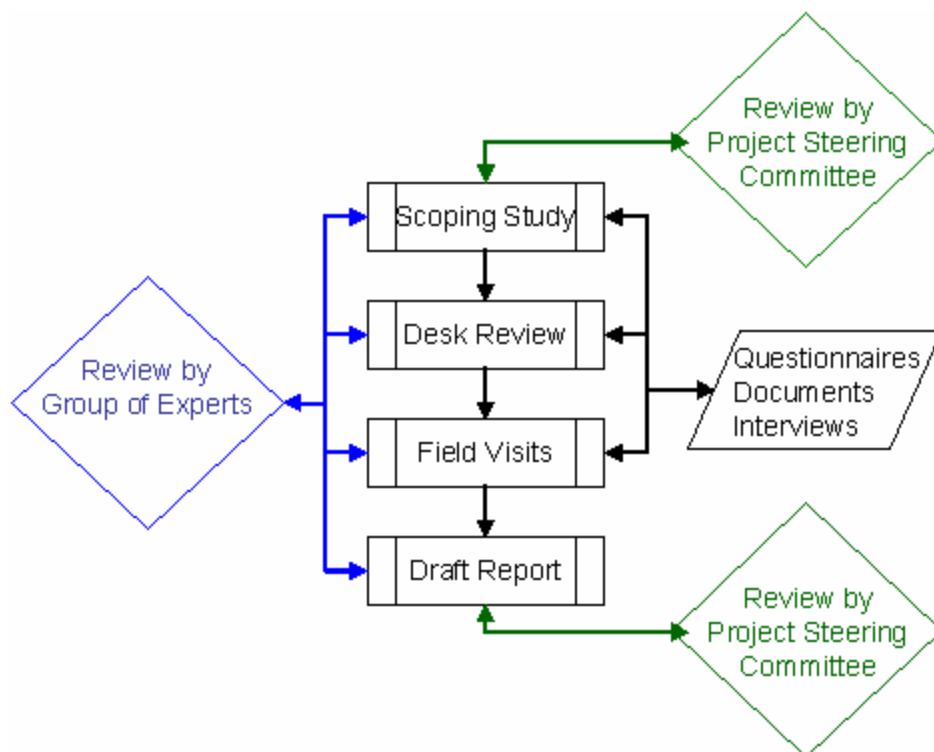 Review by
Project Steering
Committee
Scoping Study
Desk Review
Review by
Group of Experts
Questionnaires
Documents
Interviews
Field Visits
Draft Report
Review by
Project Steering
Committee